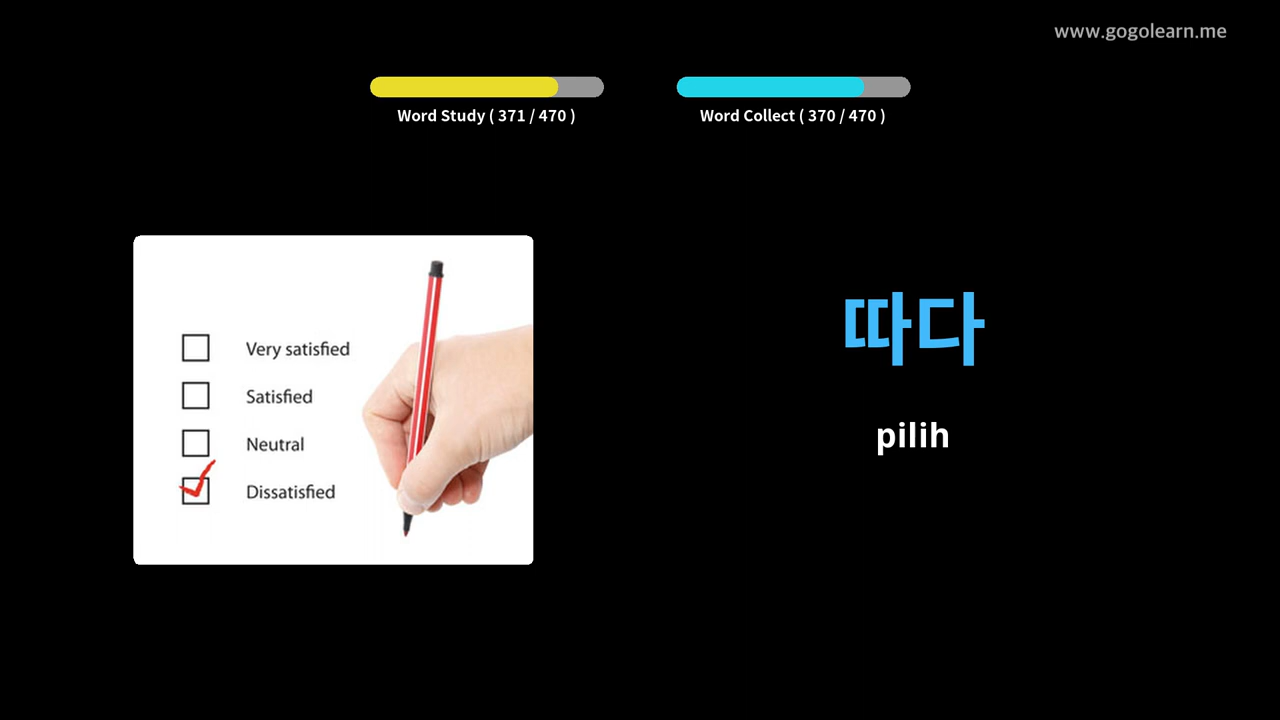 www.gogolearn.me
Word Study ( 371 / 470 )
Word Collect ( 370 / 470 )
Very satisfied
Satisfied
Neutral
Dissatisfied
따다
pilih